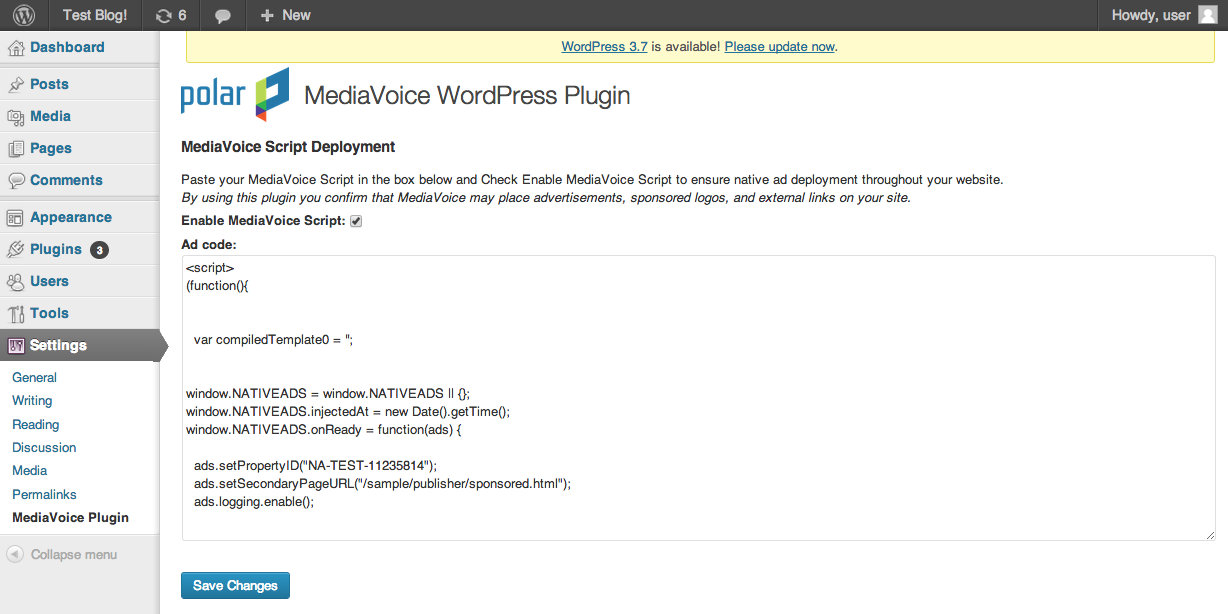 Test Blog! 6 + New Howdy, user
WordPress 3.7 is available! Please update now.
Dashboard
Posts
Media
Pages
Comments
Appearance
Plugins 3
Users
Tools
Settings
General
Writing
Reading
Discussion
Media
Permalinks
MediaVoice Plugin
Collapse menu
polar MediaVoice WordPress Plugin
MediaVoice Script Deployment
Paste your MediaVoice Script in the box below and Check Enable MediaVoice Script to ensure native ad deployment throughout your website.
By using this plugin you confirm that MediaVoice may place advertisements, sponsored logos, and external links on your site.
Enable MediaVoice Script:
Ad code:
<script>
(function(){
var compiledTemplate0 = '';
window.NATIVEADS = window.NATIVEADS || {};
window.NATIVEADS.injectedAt = new Date().getTime();
window.NATIVEADS.onReady = function(ads) {
ads.setPropertyID("NA-TEST-11235814");
ads.setSecondaryPageURL("/sample/publisher/sponsored.html");
ads.logging.enable();
Save Changes